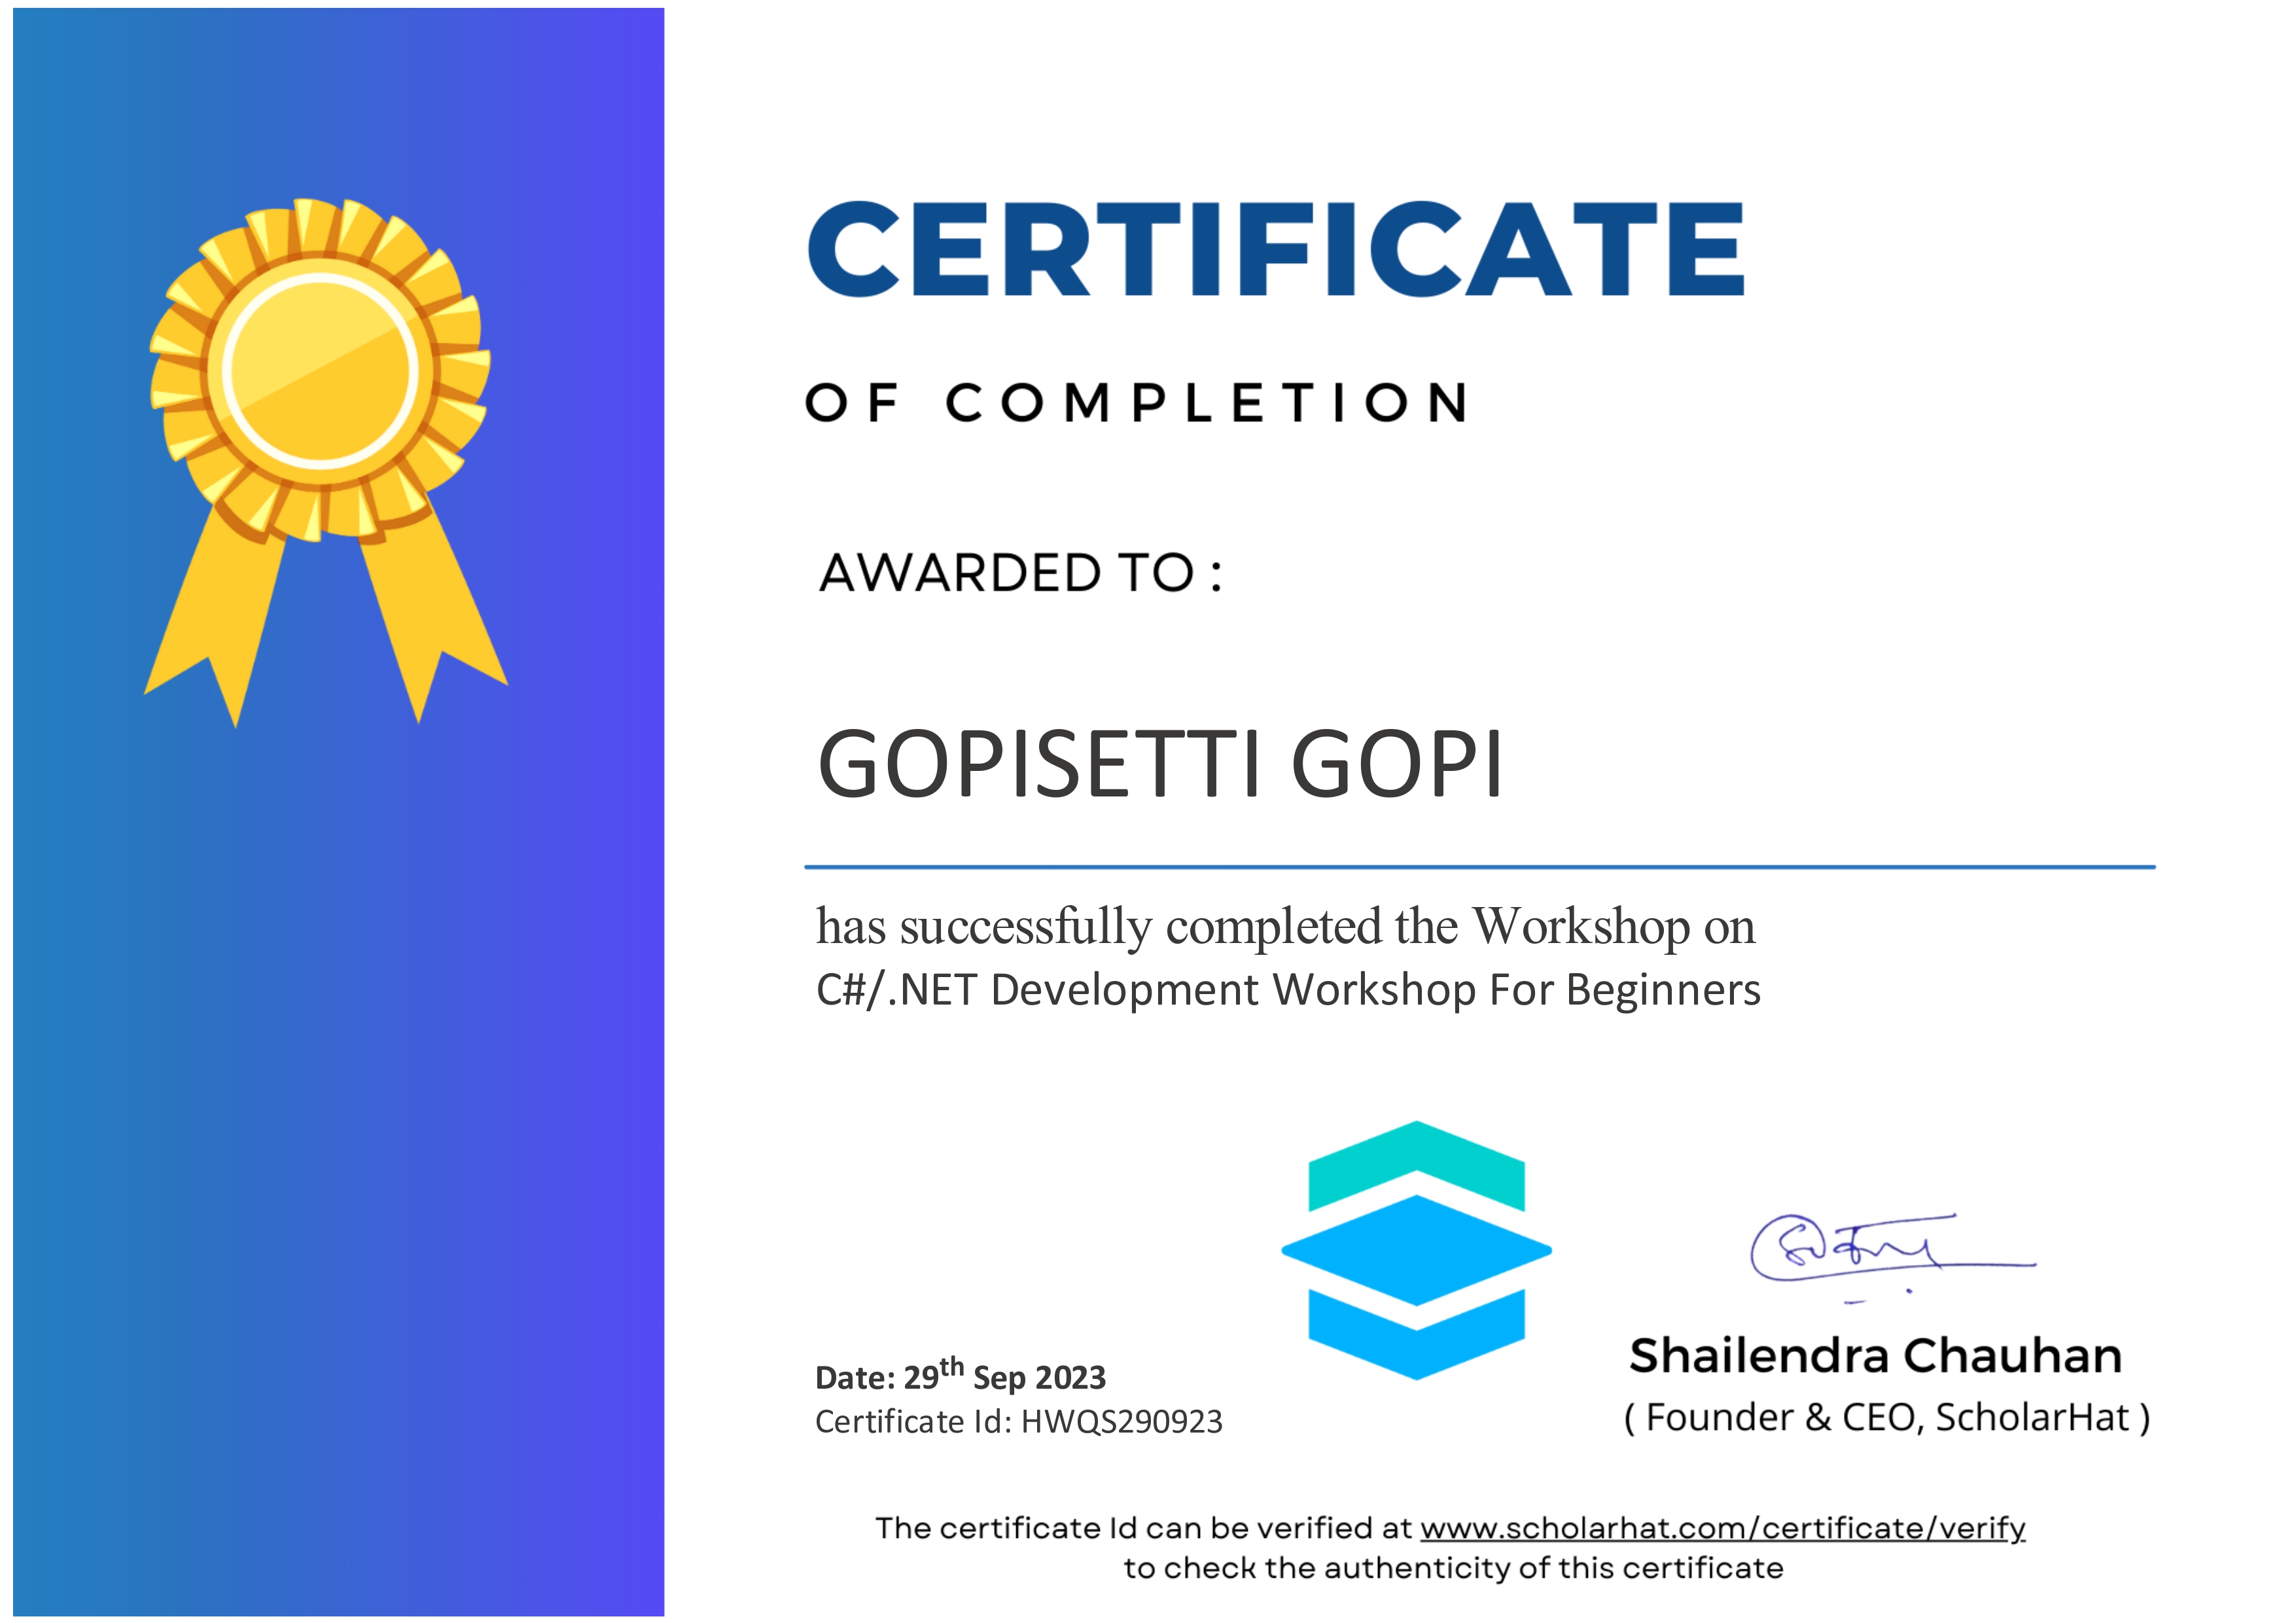 CERTIFICATE
OF COMPLETION
AWARDED TO :
GOPISETTI GOPI
has successfully completed the Workshop on
C#/.NET Development Workshop For Beginners
Date: 29th Sep 2023
Certificate Id: HWQS290923
Shailendra Chauhan
( Founder & CEO, ScholarHat )
The certificate Id can be verified at www.scholarhat.com/certificate/verify
to check the authenticity of this certificate